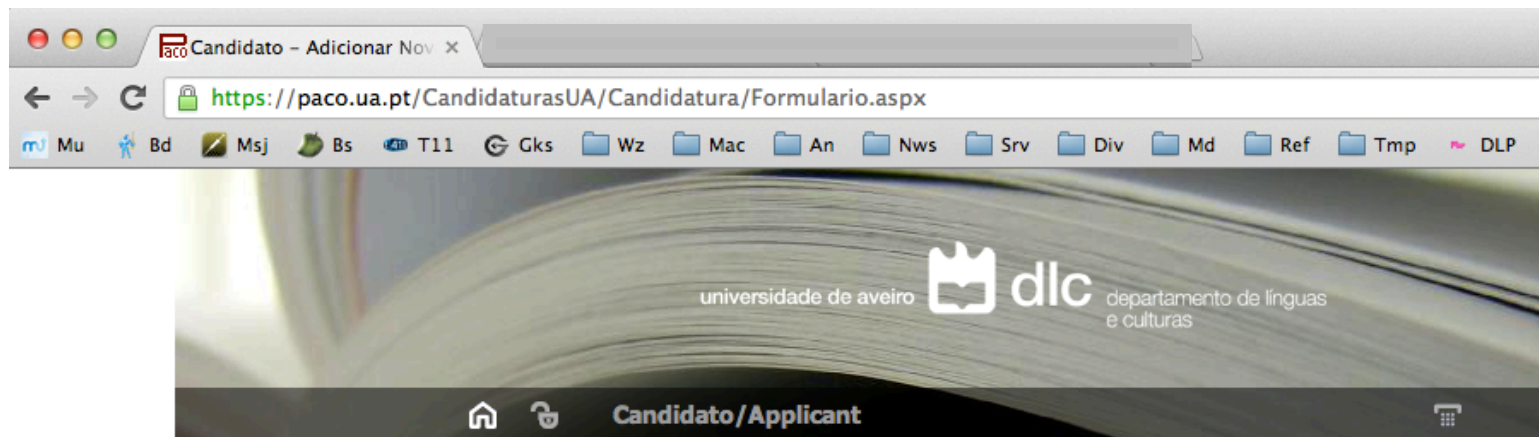 Paco Candidato – Adicionar Nov
https://paco.ua.pt/CandidaturasUA/Candidatura/Formulario.aspx
Mu Bd Msj Bs T11 Gks Wz Mac An Nws Srv Div Md Ref Tmp DLP
universidade de aveiro dlc departamento de línguas
e culturas
Candidato/Applicant